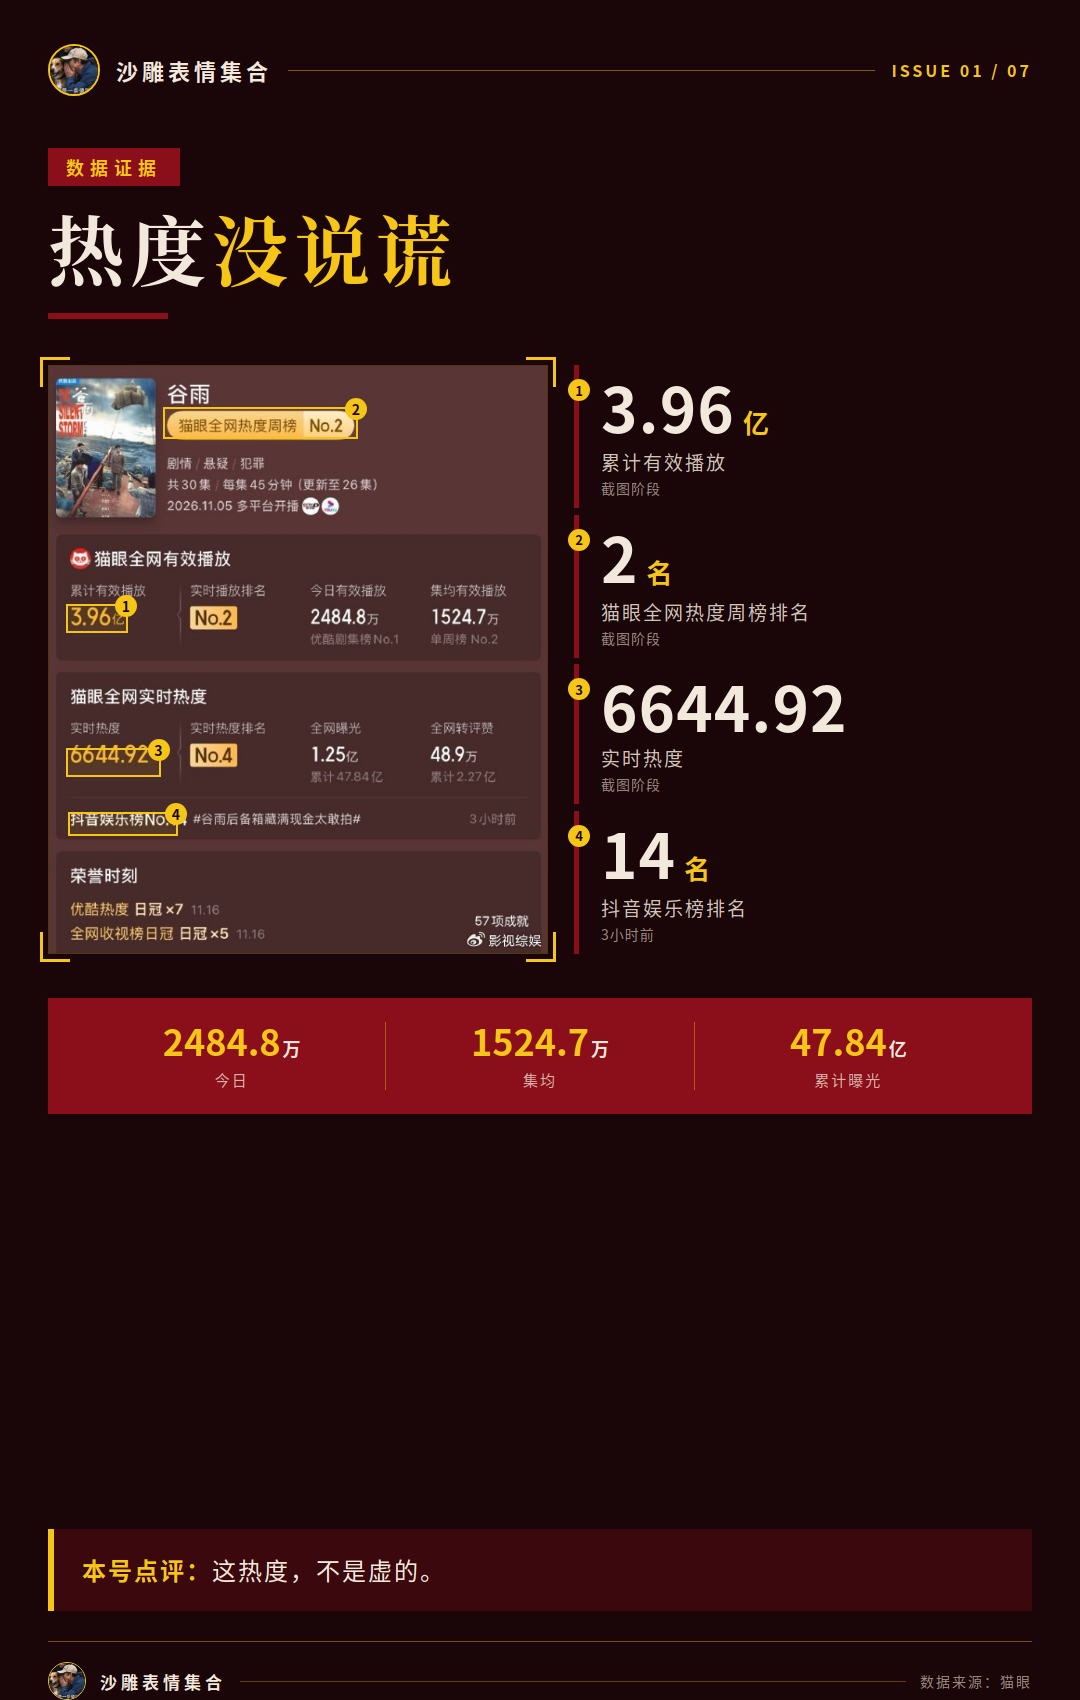 沙雕表情集合
ISSUE 01 / 07
数据证据
热度没说谎
谷雨
猫眼全网热度周榜 No.2
2
剧情 / 悬疑 / 犯罪
共30集 / 每集45分钟（更新至26集）
2026.11.05 多平台开播
THE SILENT STORM
猫眼全网有效播放
累计有效播放 实时播放排名 今日有效播放 集均有效播放
1
3.96亿 No.2 2484.8万 1524.7万
优酷剧集榜No.1 单周榜 No.2
猫眼全网实时热度
实时热度 实时热度排名 全网曝光 全网转评赞
6644.92 3 No.4 1.25亿 48.9万
累计47.84亿 累计2.27亿
抖音娱乐榜No. 4 #谷雨后备箱藏满现金太敢拍# 3小时前
荣誉时刻
优酷热度 日冠×7 11.16
57项成就
全网收视榜日冠 日冠×5 11.16
影视综娱
1
3.96 亿
累计有效播放
截图阶段
2
2 名
猫眼全网热度周榜排名
截图阶段
3
6644.92
实时热度
截图阶段
4
14 名
抖音娱乐榜排名
3小时前
2484.8万
今日
1524.7万
集均
47.84亿
累计曝光
本号点评：这热度，不是虚的。
沙雕表情集合
数据来源：猫眼